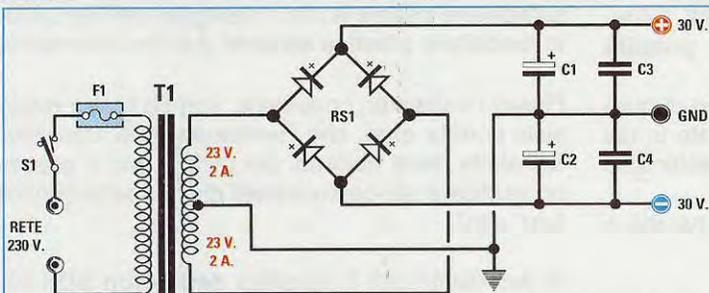 F1
T1
S1
RETE
230 V.
23 V.
2 A.
23 V.
2 A.
RS1
+
C1
C3
+
C2
C4
+ 30 V.
GND
- 30 V.